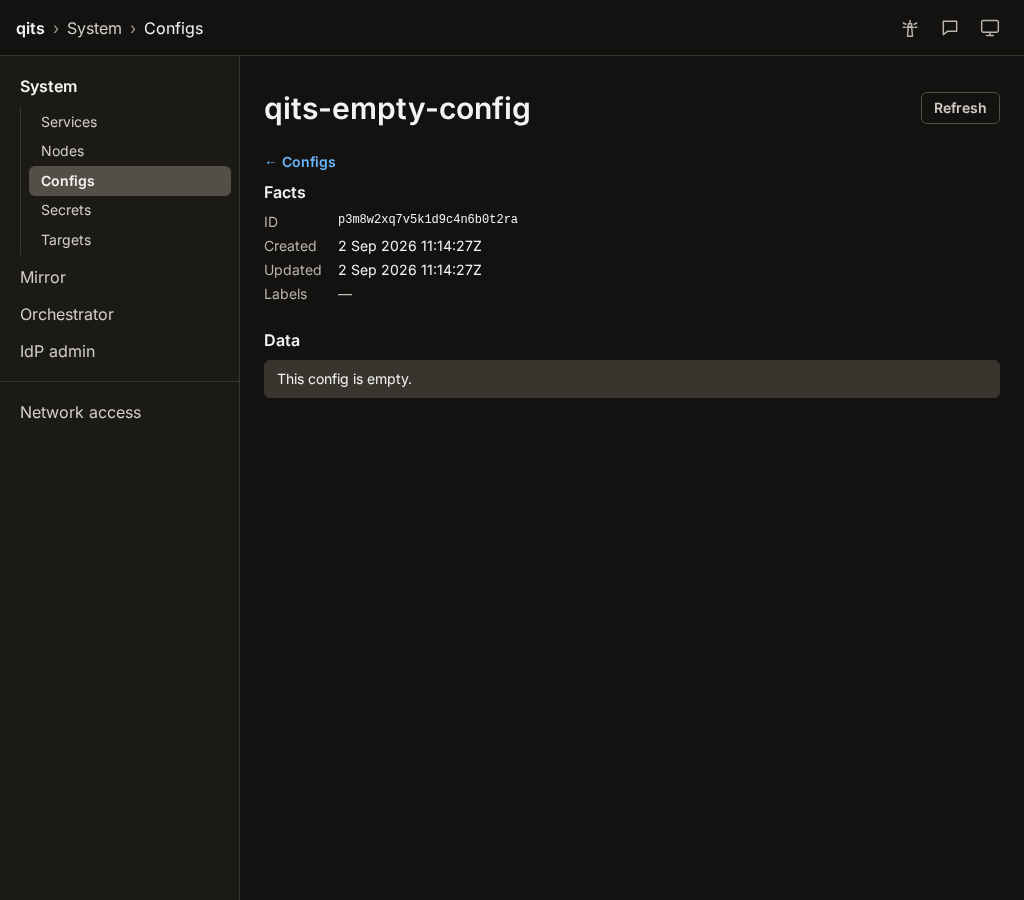 qits › System › Configs
System
Services
Nodes
Configs
Secrets
Targets
Mirror
Orchestrator
IdP admin
Network access
qits-empty-config
Refresh
← Configs
Facts
ID p3m8w2xq7v5k1d9c4n6b0t2ra
Created 2 Sep 2026 11:14:27Z
Updated 2 Sep 2026 11:14:27Z
Labels —
Data
This config is empty.